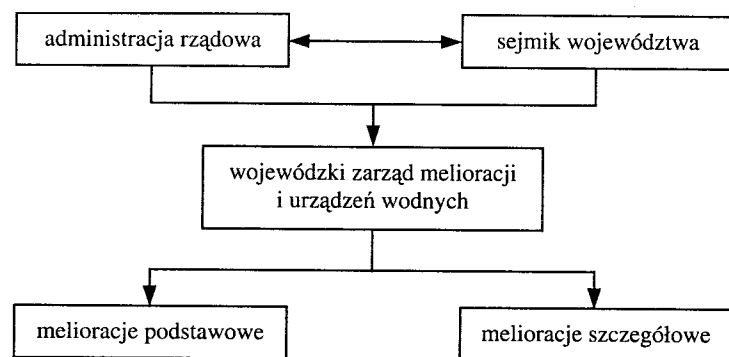 administracja rządowa
sejmik województwa
wojewódzki zarząd melioracji
i urządzeń wodnych
melioracje podstawowe
melioracje szczegółowe